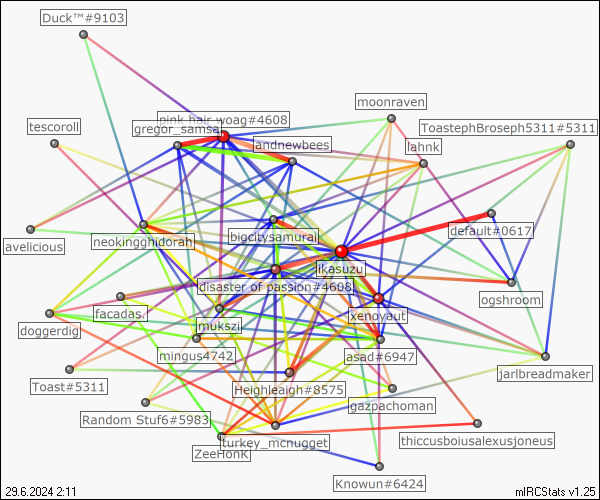 Duck™#9103
moonraven
pink hair woag#4608
tescoroll
gregor_samsa
ToastephBroseph5311#5311
andnewbees
lahnk
default#0617
bigcitysamurai
avelicious
neokingghidorah
ikasuzu
disaster of passion#4608
ogshroom
facadas.
xenoyaut
mukszi
doggerdig
mingus4742
asad#6947
jarlbreadmaker
Toast#5311
Heighleaigh#8575
gazpachoman
Random Stuf6#5983
turkey_mcnugget
thiccusboiusalexusjoneus
ZeeHonK
Knowun#6424
29.6.2024 2:11
mIRCStats v1.25